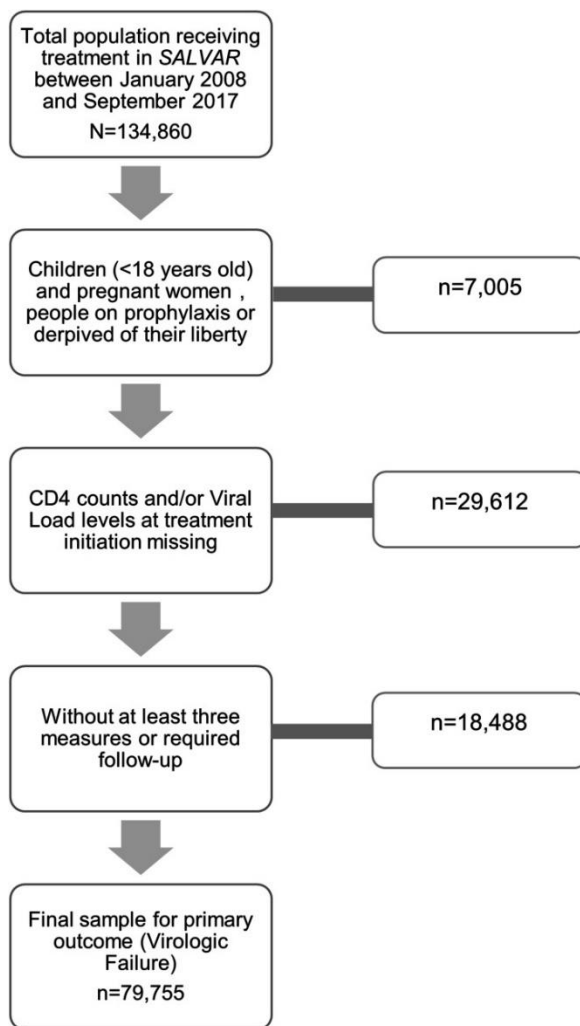 Total population receiving
treatment in SALVAR
between January 2008
and September 2017
N=134,860
Children (<18 years old)
and pregnant women ,
people on prophylaxis or
derpived of their liberty
n=7,005
CD4 counts and/or Viral
Load levels at treatment
initiation missing
n=29,612
Without at least three
measures or required
follow-up
n=18,488
Final sample for primary
outcome (Virologic
Failure)
n=79,755